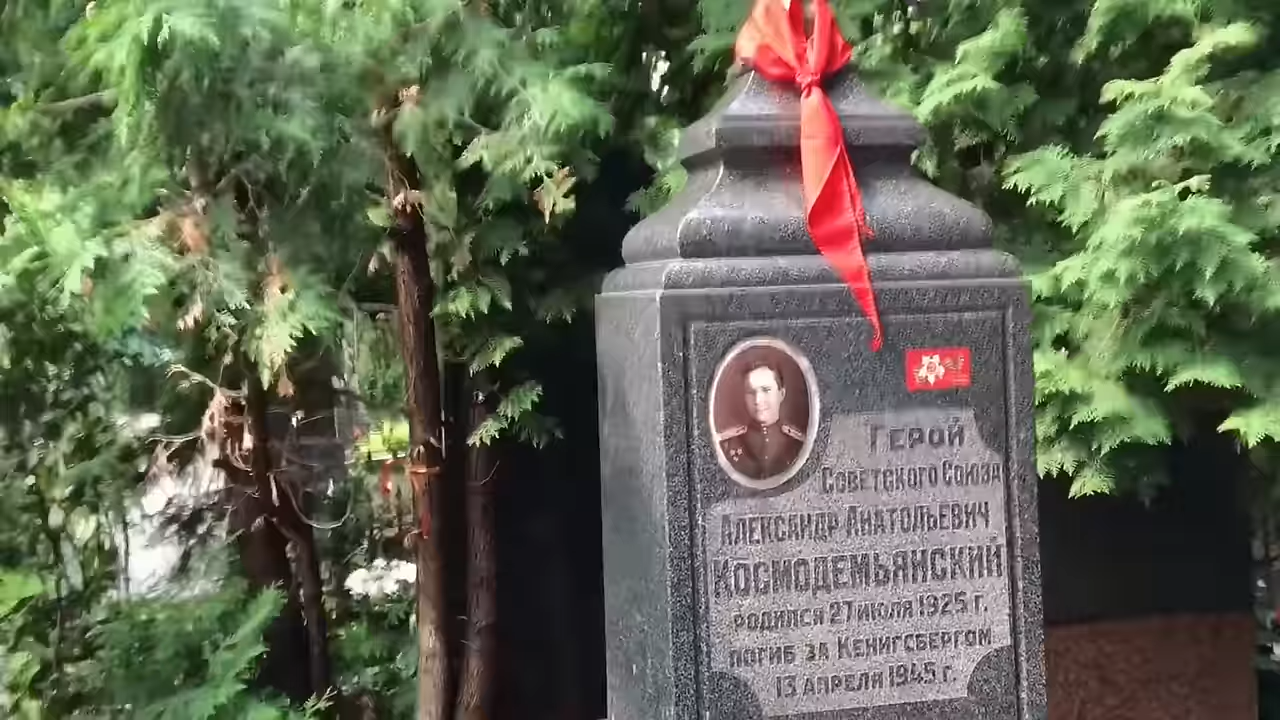 ГЕРОЙ
СОВЕТСКОГО СОЮЗА
АЛЕКСАНДР АНАТОЛЬЕВИЧ
КОСМОДЕМЬЯНСКИЙ
РОДИЛСЯ 27 ИЮЛЯ 1925 г.
ПОГИБ ЗА КЕНИГСБЕРГОМ
13 АПРЕЛЯ 1945 г.